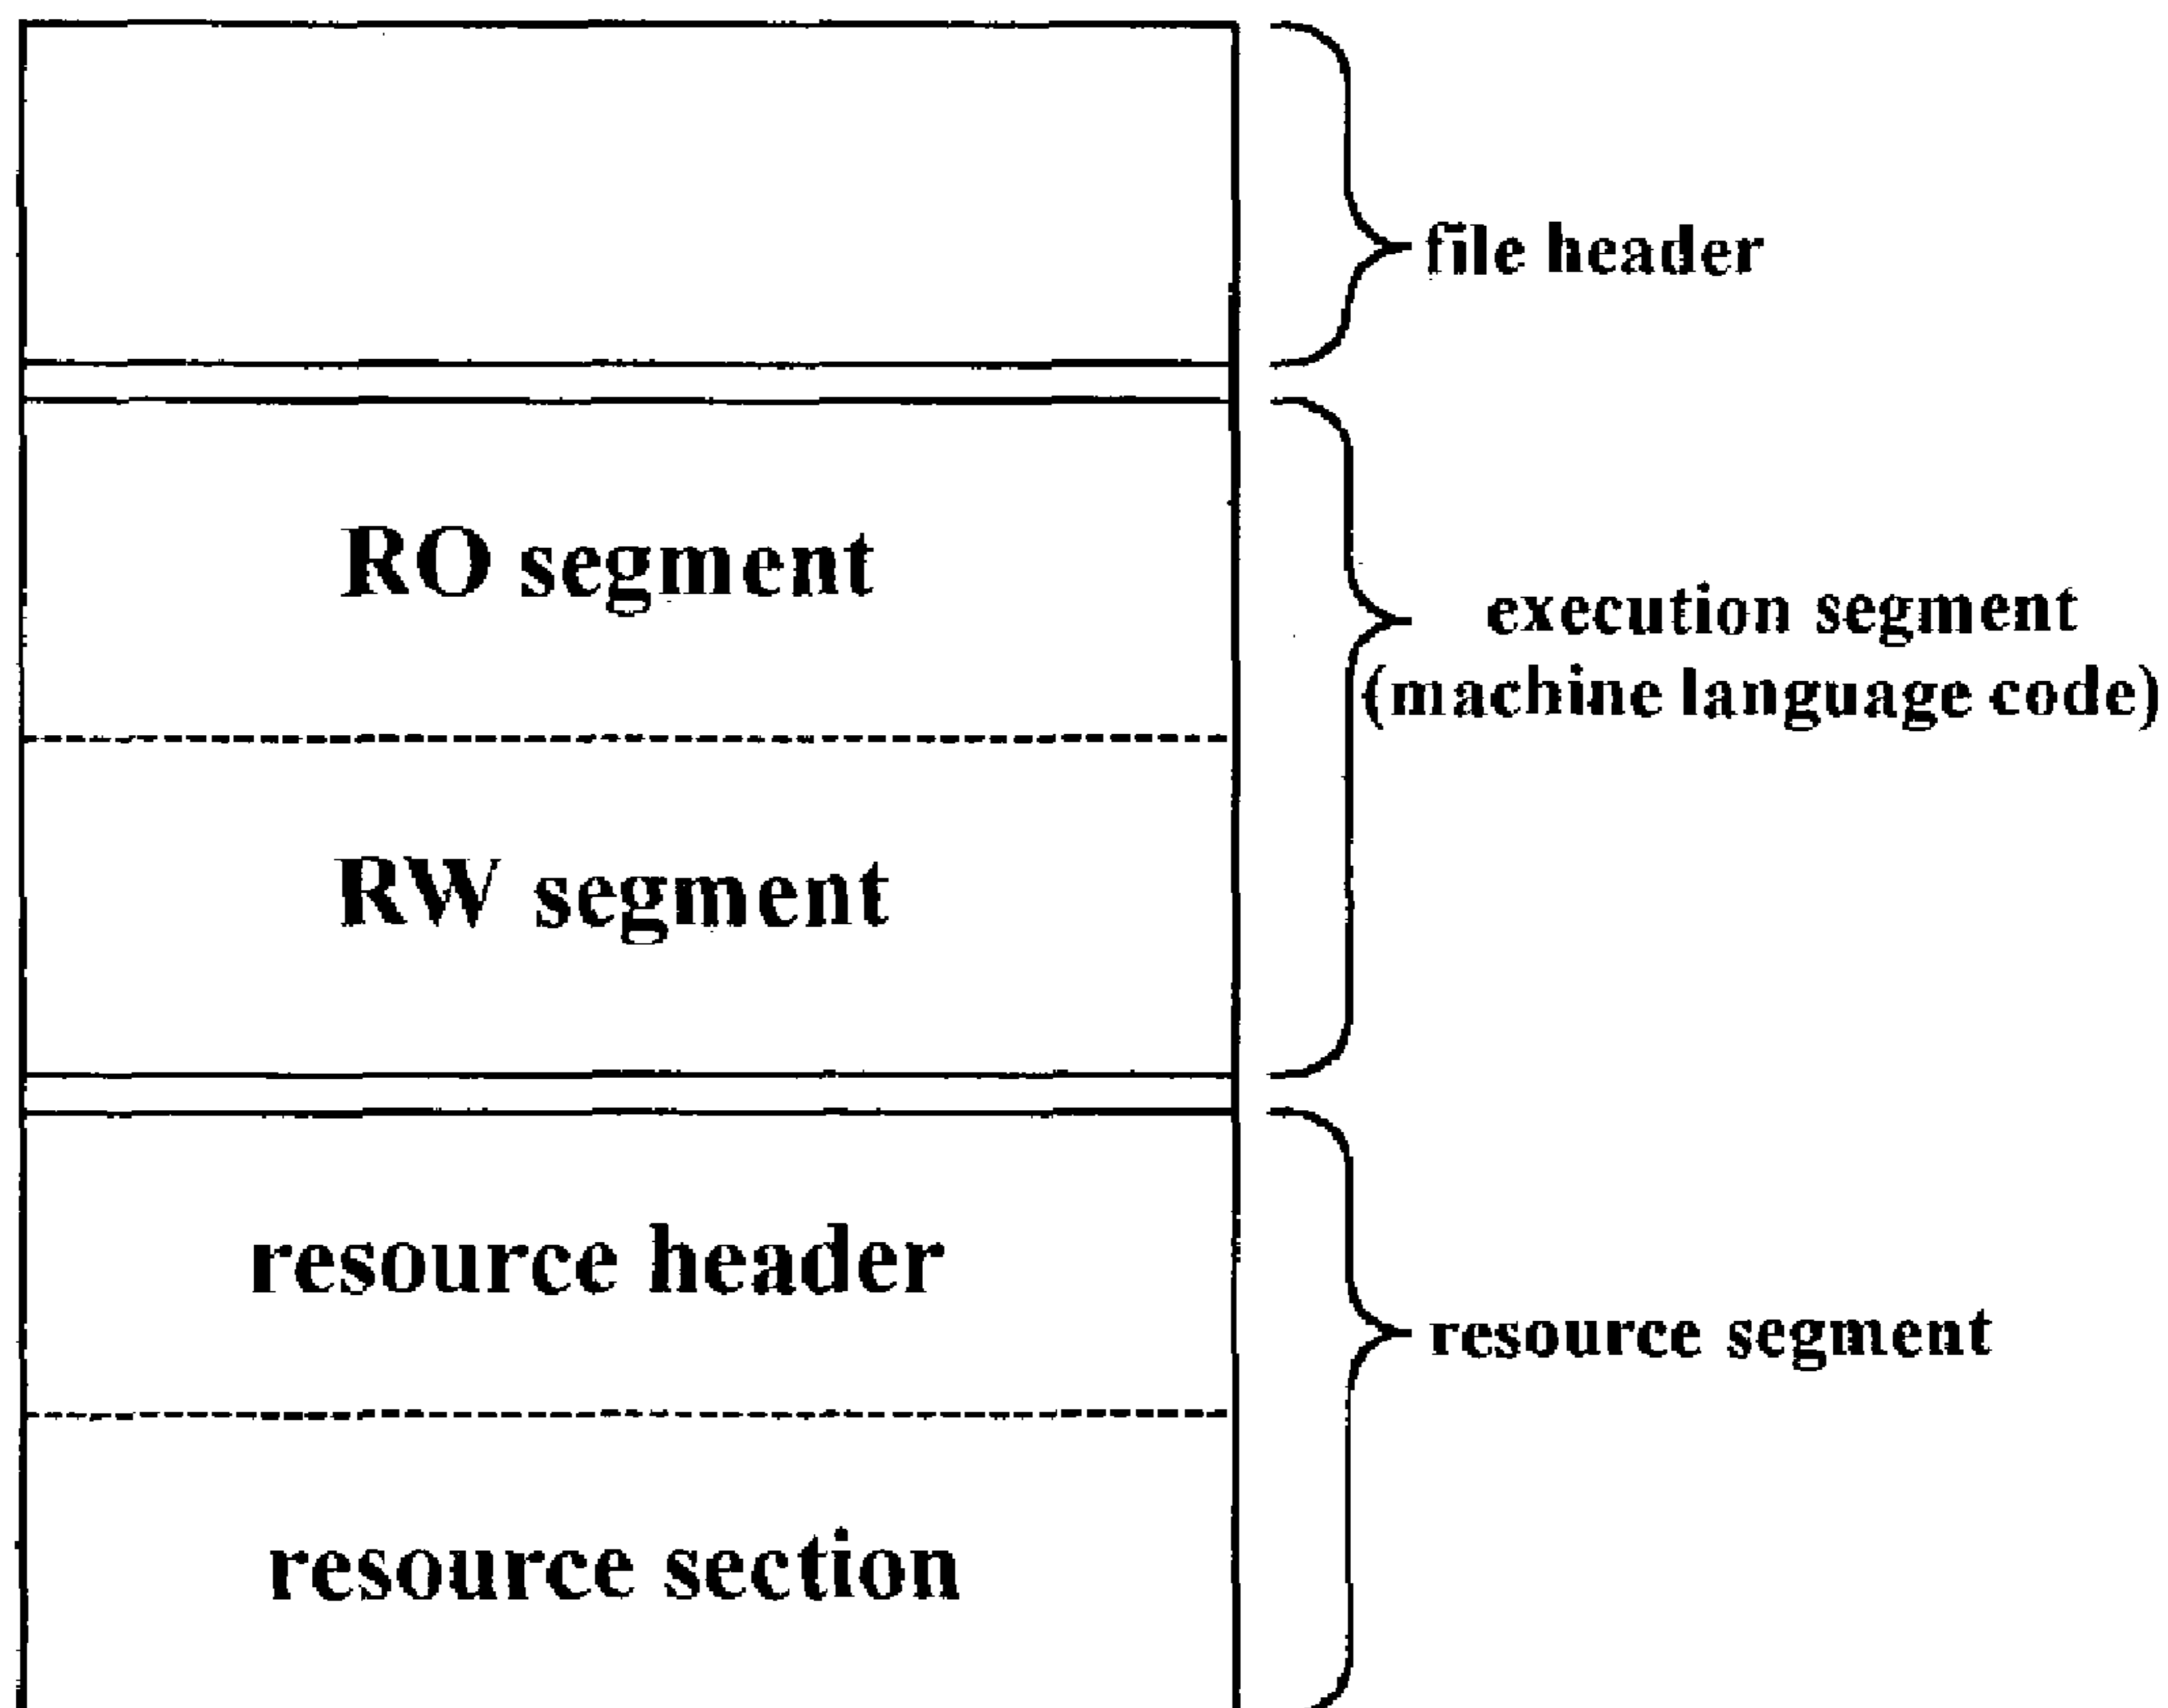 file header
RO segment
execution segment
(machine language code)
RW segment
resource header
resource segment
resource section